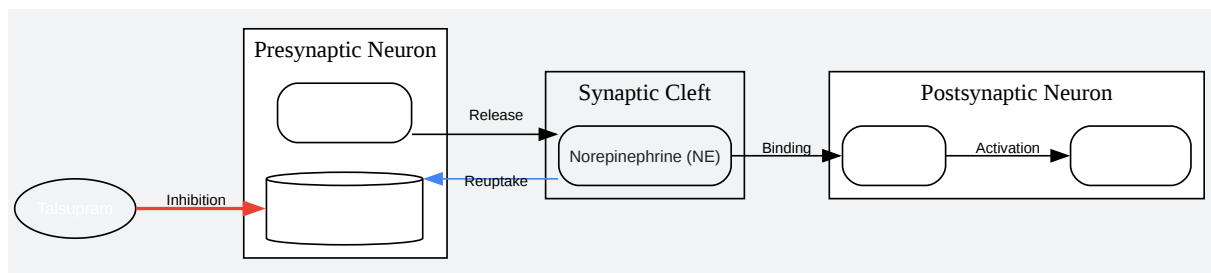 Presynaptic Neuron
Synaptic Cleft
Postsynaptic Neuron
Release
Norepinephrine (NE)
Binding
Activation
Reuptake
Talsupram
Inhibition